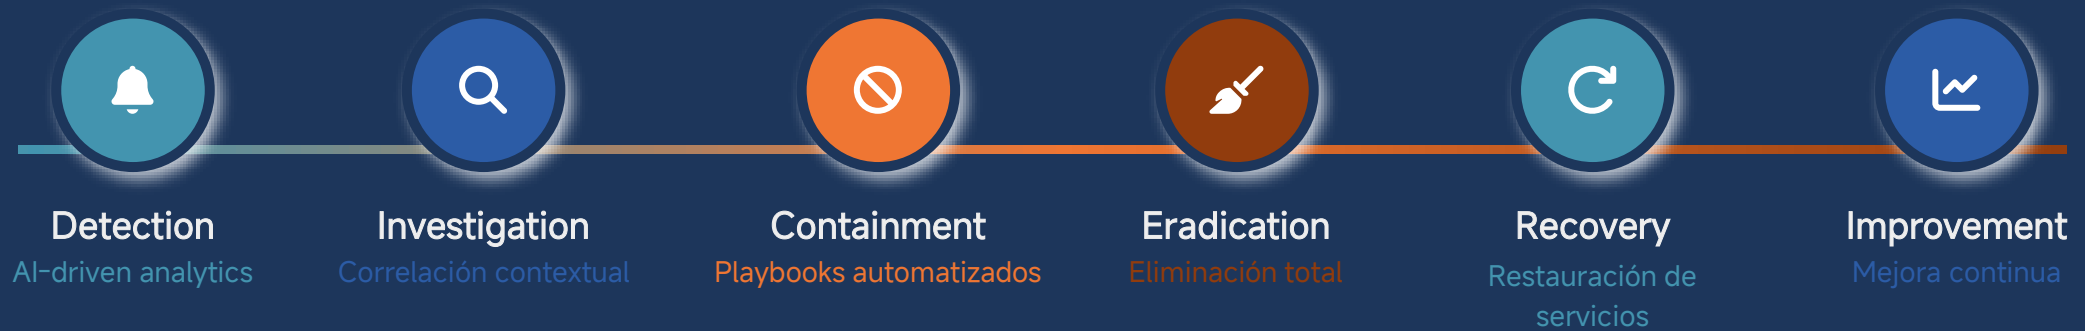 Detection
AI-driven analytics
Investigation
Correlación contextual
Containment
Playbooks automatizados
Eradication
Eliminación total
Recovery
Restauración de
servicios
Improvement
Mejora continua